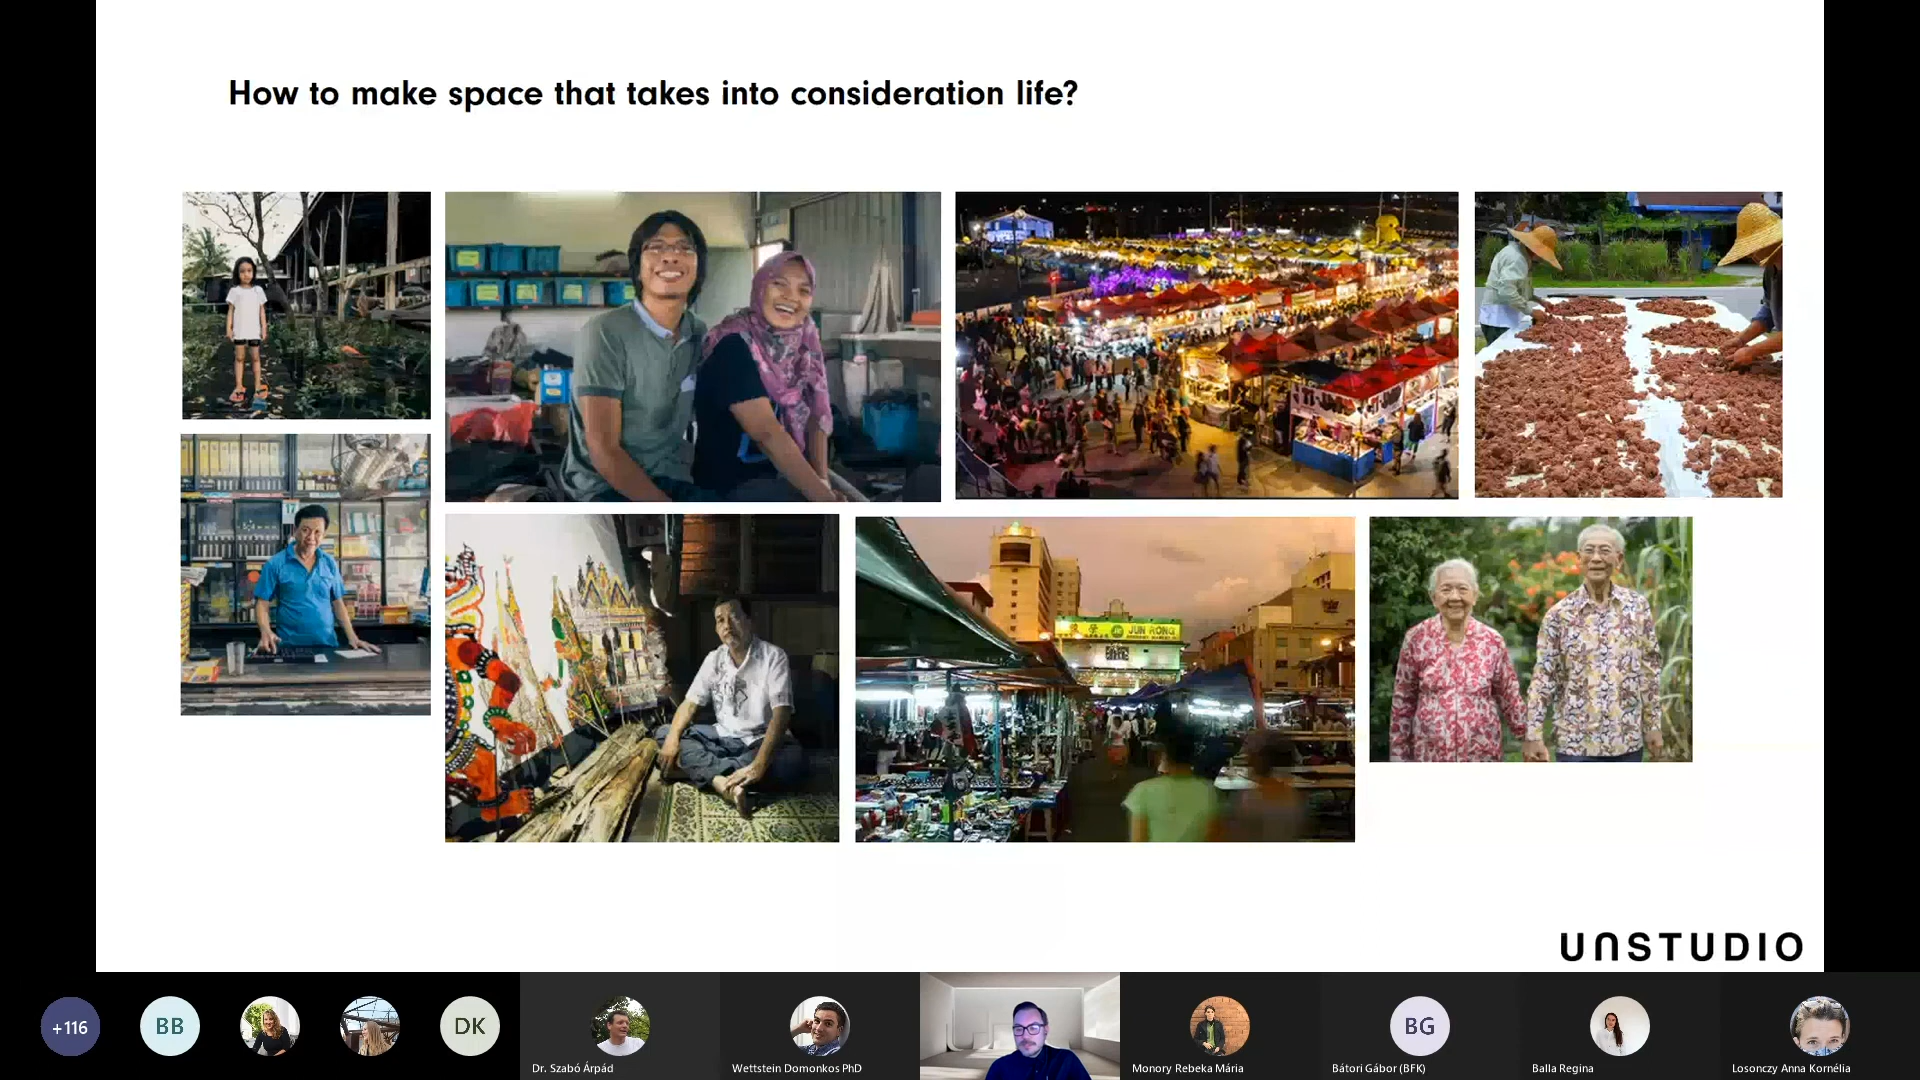 How to make space that takes into consideration life?
17
JUN RONG
UNSTUDIO
+116
BB
DK
Dr. Szabó Árpád
Wettstein Domonkos PhD
Monory Rebeka Mária
BG
Bátori Gábor (BFK)
Balla Regina
Losonczy Anna Kornélia